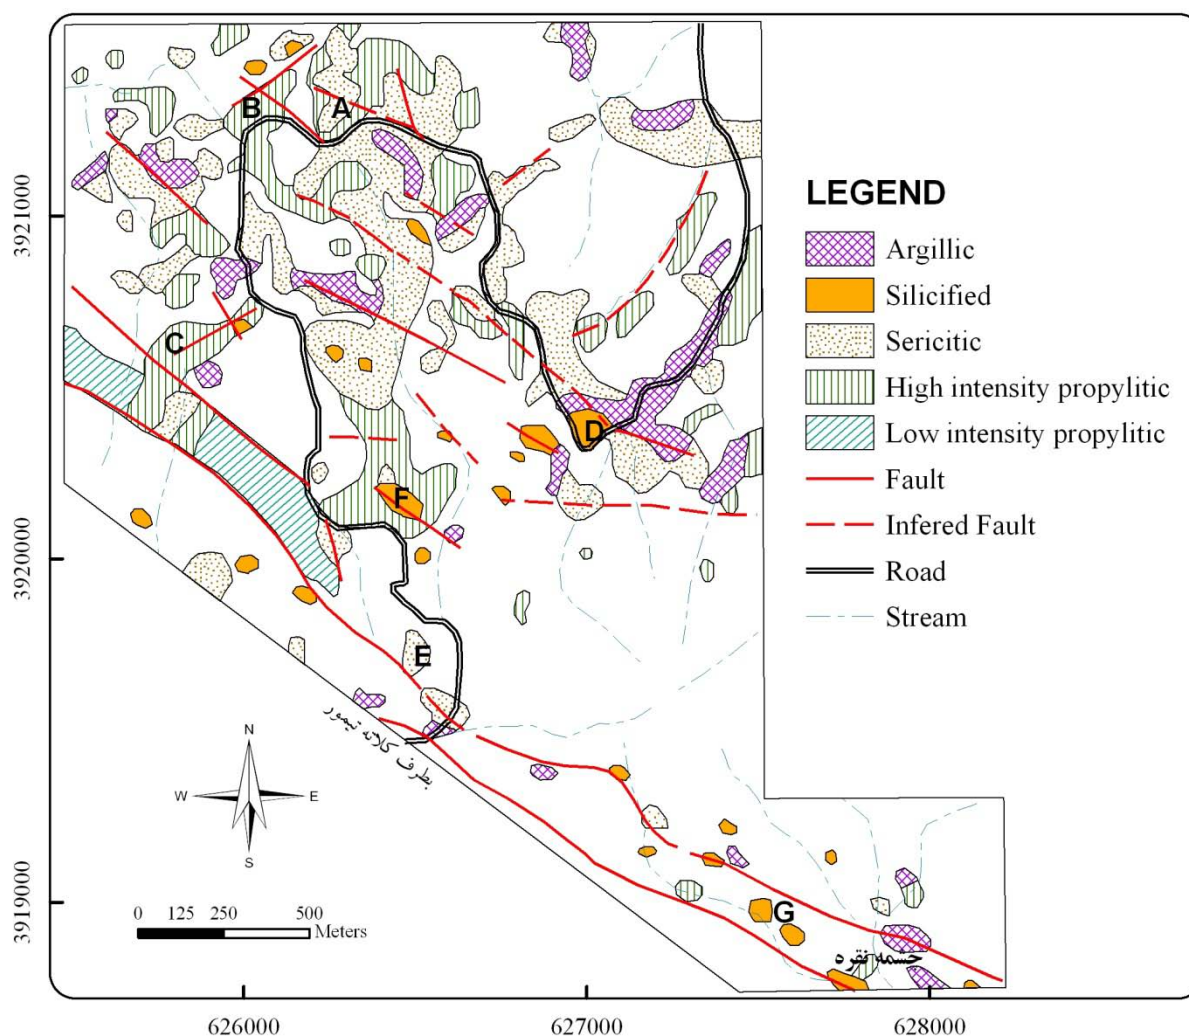 B
A
C
D
F
E
G
LEGEND
Argillic
Silicified
Sericitic
High intensity propylitic
Low intensity propylitic
Fault
Infered Fault
Road
Stream
3921000
3920000
3919000
بطرف کلاته تیمور
چشمه نقره
N
W
E
S
0 125 250 500
Meters
626000 627000 628000